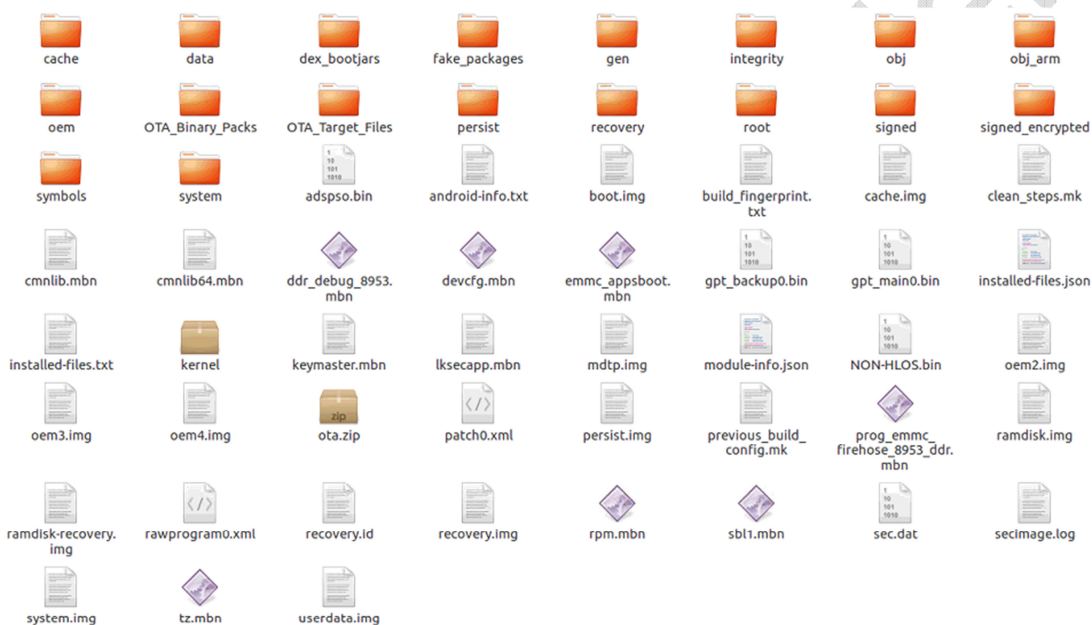 cache data dex_bootjars fake_packages gen integrity obj obj_arm
oem OTA_Binary_Packs OTA_Target_Files persist recovery root signed signed_encrypted
symbols system adspso.bin android-info.txt boot.img build_fingerprint. cache.img clean_steps.mk
txt
cmnlib.mbn cmnlib64.mbn ddr_debug_8953. devcfg.mbn emmc_appsboot. gpt_backup0.bin gpt_main0.bin installed-files.json
mbn mbn
installed-files.txt kernel keymaster.mbn lksecapp.mbn mdtp.img module-info.json NON-HLOS.bin oem2.img
zip
oem3.img oem4.img ota.zip patch0.xml persist.img previous_build_ prog_emmc_ ramdisk.img
config.mk firehose_8953_ddr.
mbn
ramdisk-recovery. rawprogram0.xml recovery.id recovery.img rpm.mbn sbl1.mbn sec.dat secimage.log
img
system.img tz.mbn userdata.img